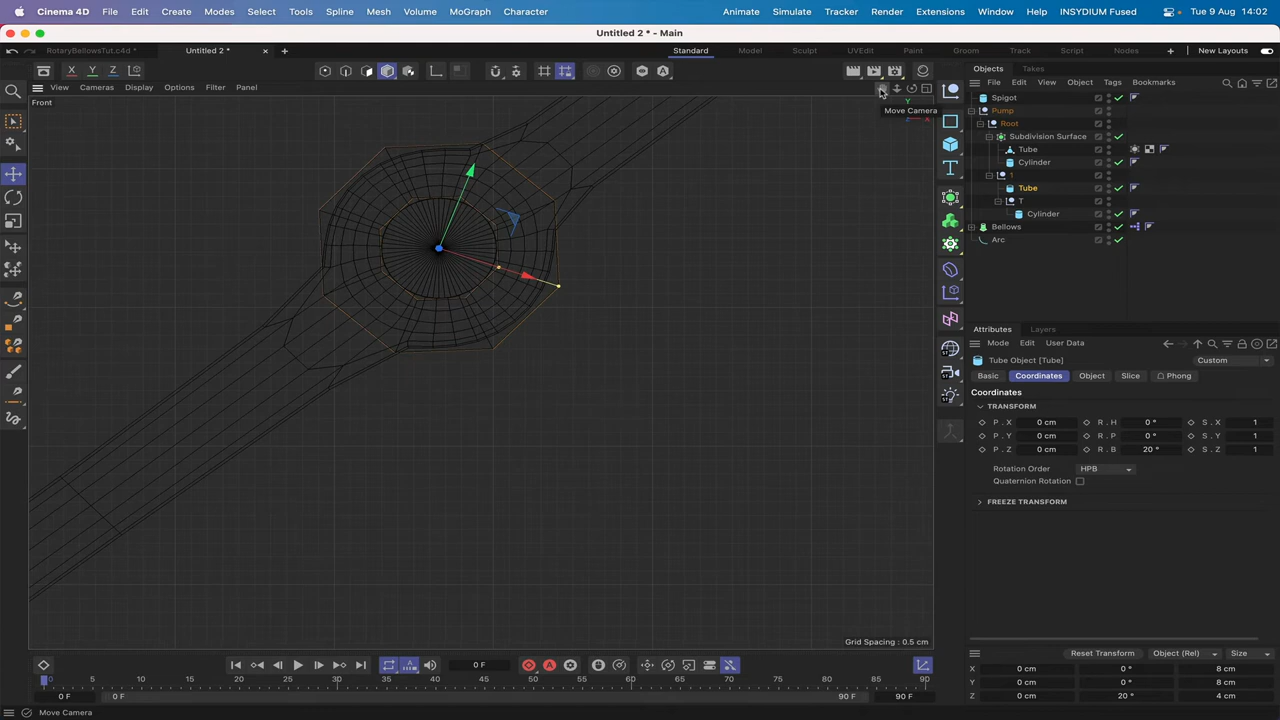 Cinema 4D File Edit Create Modes Select Tools Spline Mesh Volume MoGraph Character Animate Simulate Tracker Render Extensions Window Help INSYDIUM Fused Tue 9 Aug 14:02
Untitled 2 * - Main
RotaryBellowsTut.c4d * Untitled 2 * Standard Model Sculpt UVEdit Paint Groom Track Script Nodes New Layouts
X Y Z
Objects Takes
View Cameras Display Options Filter Panel
File Edit View Object Tags Bookmarks
Front
Y
X
Move Camera
Spigot
Pump
Root
Subdivision Surface
Tube
Cylinder
1
Tube
T
Cylinder
Bellows
Arc
Attributes Layers
Mode Edit User Data
Tube Object [Tube]
Custom
Basic Coordinates Object Slice Phong
Coordinates
TRANSFORM
P . X 0 cm R . H 0 ° S . X 1
P . Y 0 cm R . P 0 ° S . Y 1
P . Z 0 cm R . B 20 ° S . Z 1
Rotation Order HPB
Quaternion Rotation
FREEZE TRANSFORM
Grid Spacing : 0.5 cm
Reset Transform Object (Rel) Size
0 F
X 0 cm 0 ° 8 cm
Y 0 cm 0 ° 8 cm
Z 0 cm 20 ° 4 cm
0 5 10 15 20 25 30 35 40 45 50 55 60 65 70 75 80 85 90
0 F 0 F 90 F 90 F
Move Camera